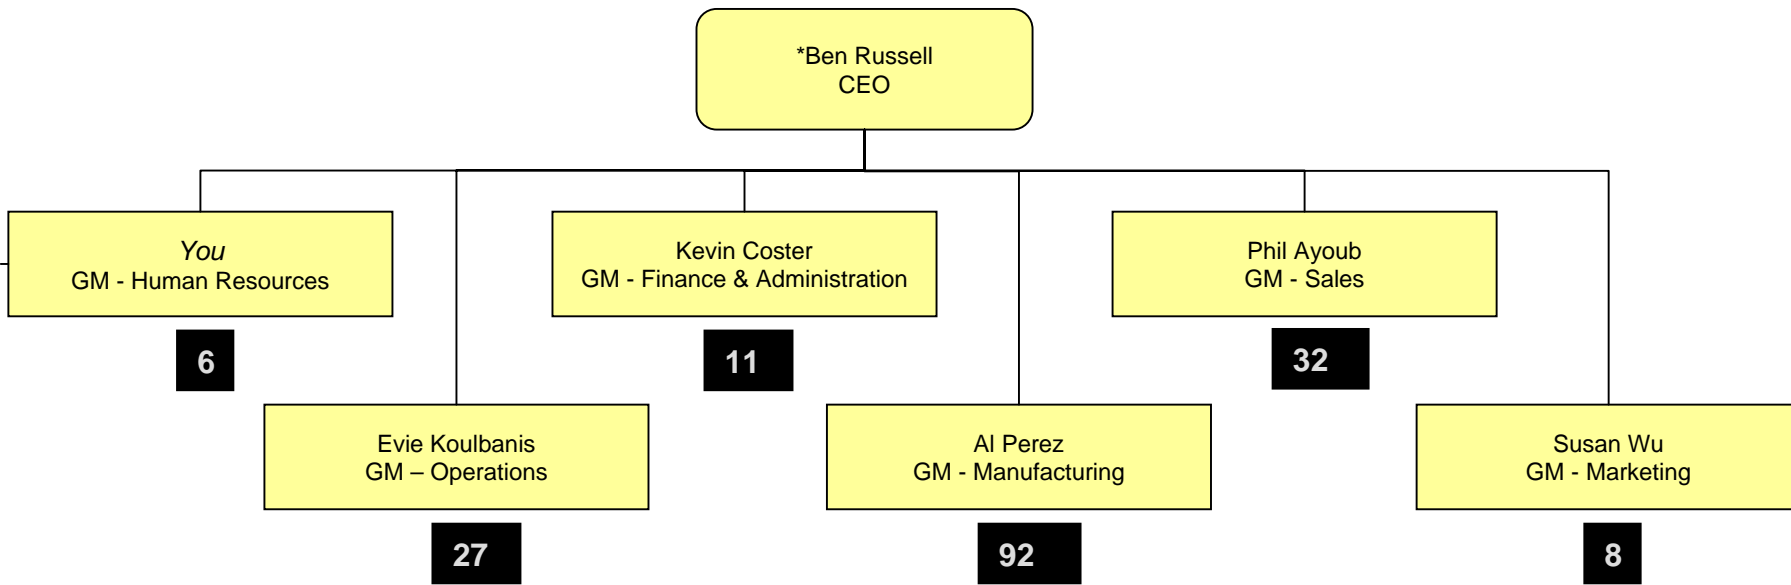 *Ben Russell
CEO
You
GM - Human Resources
6
Kevin Coster
GM - Finance & Administration
11
Phil Ayoub
GM - Sales
32
Evie Koulbanis
GM – Operations
27
Al Perez
GM - Manufacturing
92
Susan Wu
GM - Marketing
8